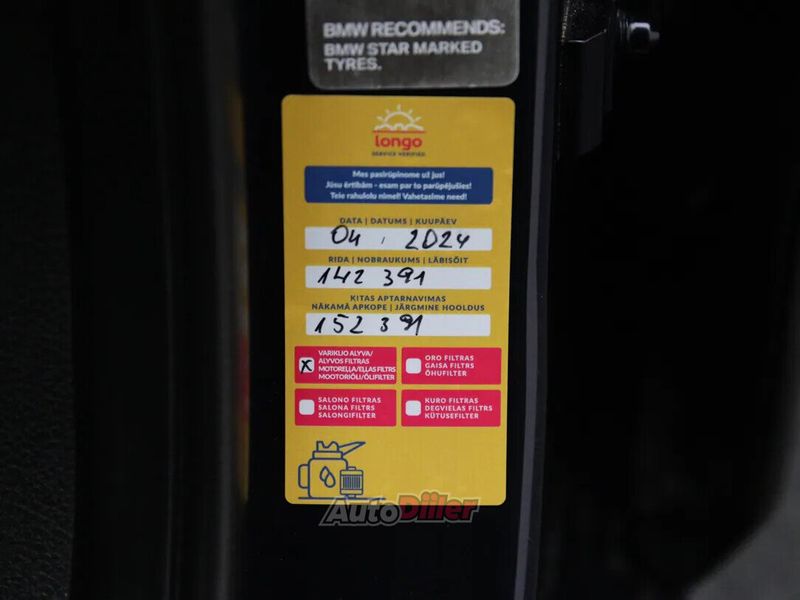 BMW RECOMMENDS:
BMW STAR MARKED
TYRES.
longo
SERVICE VERIFIED
Mes pasirūpinome už jus!
Jūsu ērtībām - esam par to parūpējušies!
Teie rahulolu nimel! Vahetasime need!
DATA | DATUMS | KUUPÄEV
04, 2024
RIDA | NOBRAUKUMS | LÄBISÕIT
142 391
KITAS APTARNAVIMAS
NĀKAMĀ APKOPE | JÄRGMINE HOOLDUS
152 391
X
VARIKLIO ALYVA/
ALYVOS FILTRAS
MOTOREĻĻA/EĻĻAS FILTRS
MOOTORIÕLI/ÕLIFILTER
ORO FILTRAS
GAISA FILTRS
ÕHUFILTER
SALONO FILTRAS
SALONA FILTRS
SALONGIFILTER
KURO FILTRAS
DEGVIELAS FILTRS
KÜTUSEFILTER
AutoDiiler